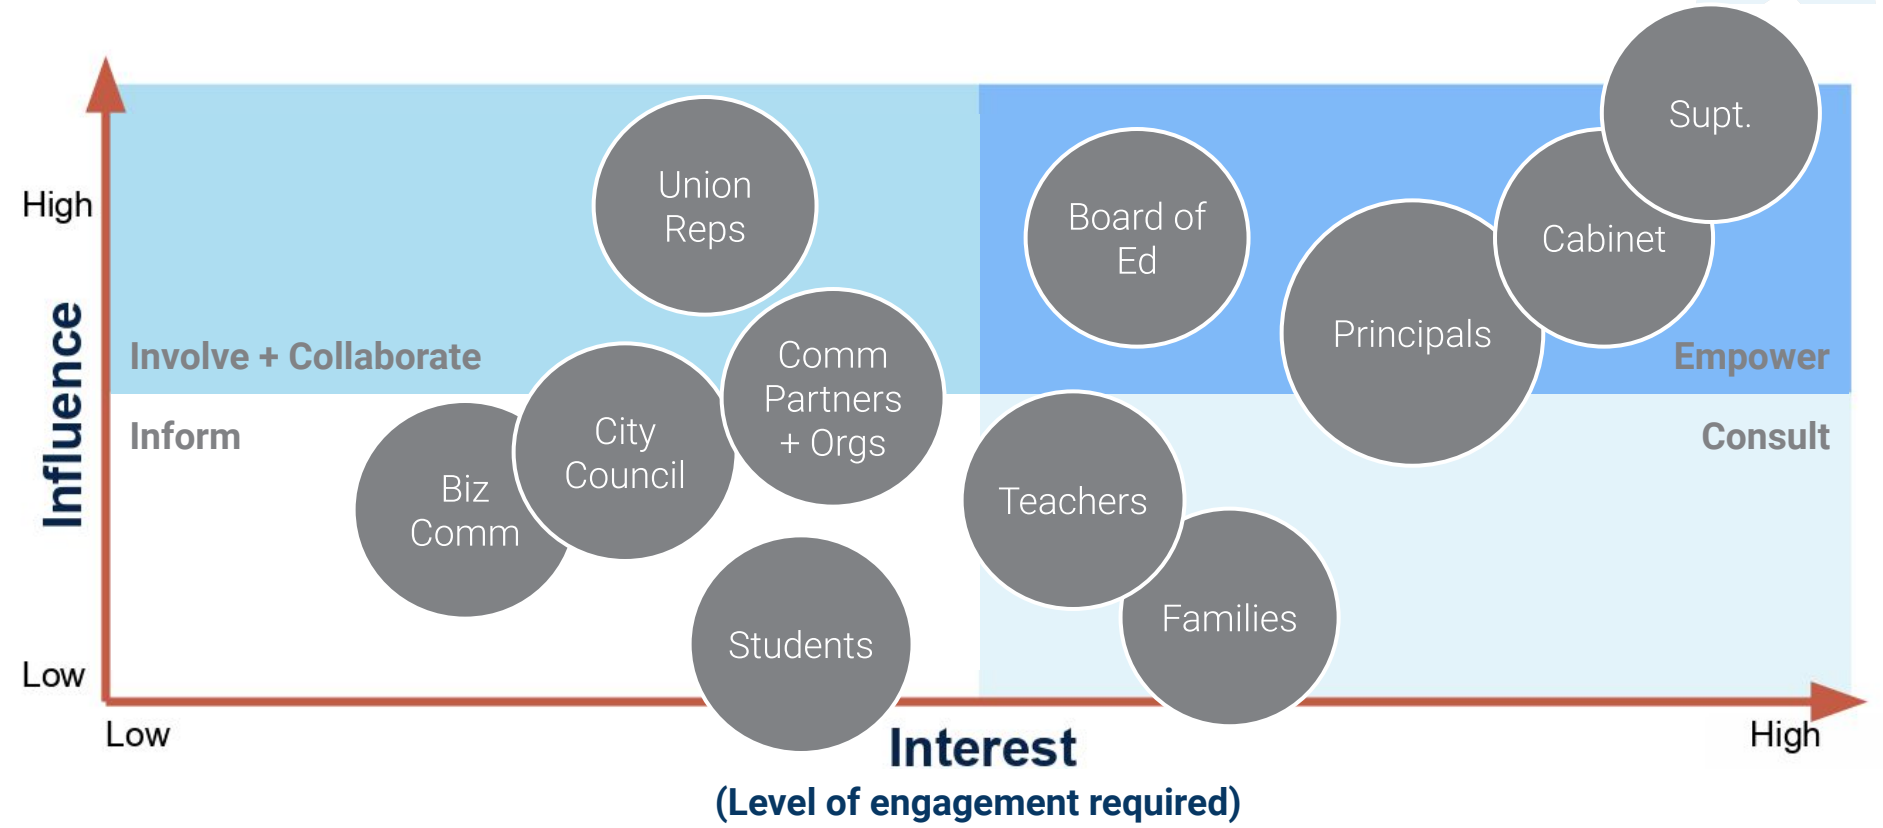 Supt.
Union
Reps
High
Board of
Ed
Cabinet
Principals
Involve + Collaborate
Comm
Partners
+ Orgs
Empower
Influence
Inform
City
Council
Consult
Biz
Comm
Teachers
Families
Students
Low
Low
Interest
High
(Level of engagement required)